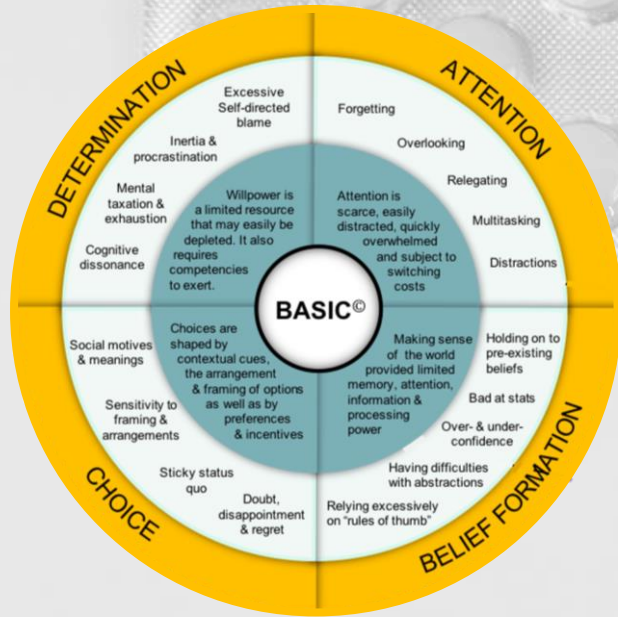 DETERMINATION
Excessive
Self-directed
blame
Inertia &
procrastination
Mental
taxation &
exhaustion
Cognitive
dissonance
Willpower is
a limited resource
that may easily be
depleted. It also
requires
competencies
to exert.
ATTENTION
Forgetting
Overlooking
Relegating
Multitasking
Distractions
Attention is
scarce, easily
distracted, quickly
overwhelmed
and subject to
switching
costs
BASIC©
Choices are
shaped by
contextual cues,
the arrangement
& framing of options
as well as by
preferences
& incentives
Social motives
& meanings
Sensitivity to
framing &
arrangements
Sticky status
quo
Doubt,
disappointment
& regret
CHOICE
Making sense
of the world
provided limited
memory, attention,
information &
processing
power
Holding on to
pre-existing
beliefs
Bad at stats
Over- & under-
confidence
Having difficulties
with abstractions
Relying excessively
on "rules of thumb"
BELIEF FORMATION